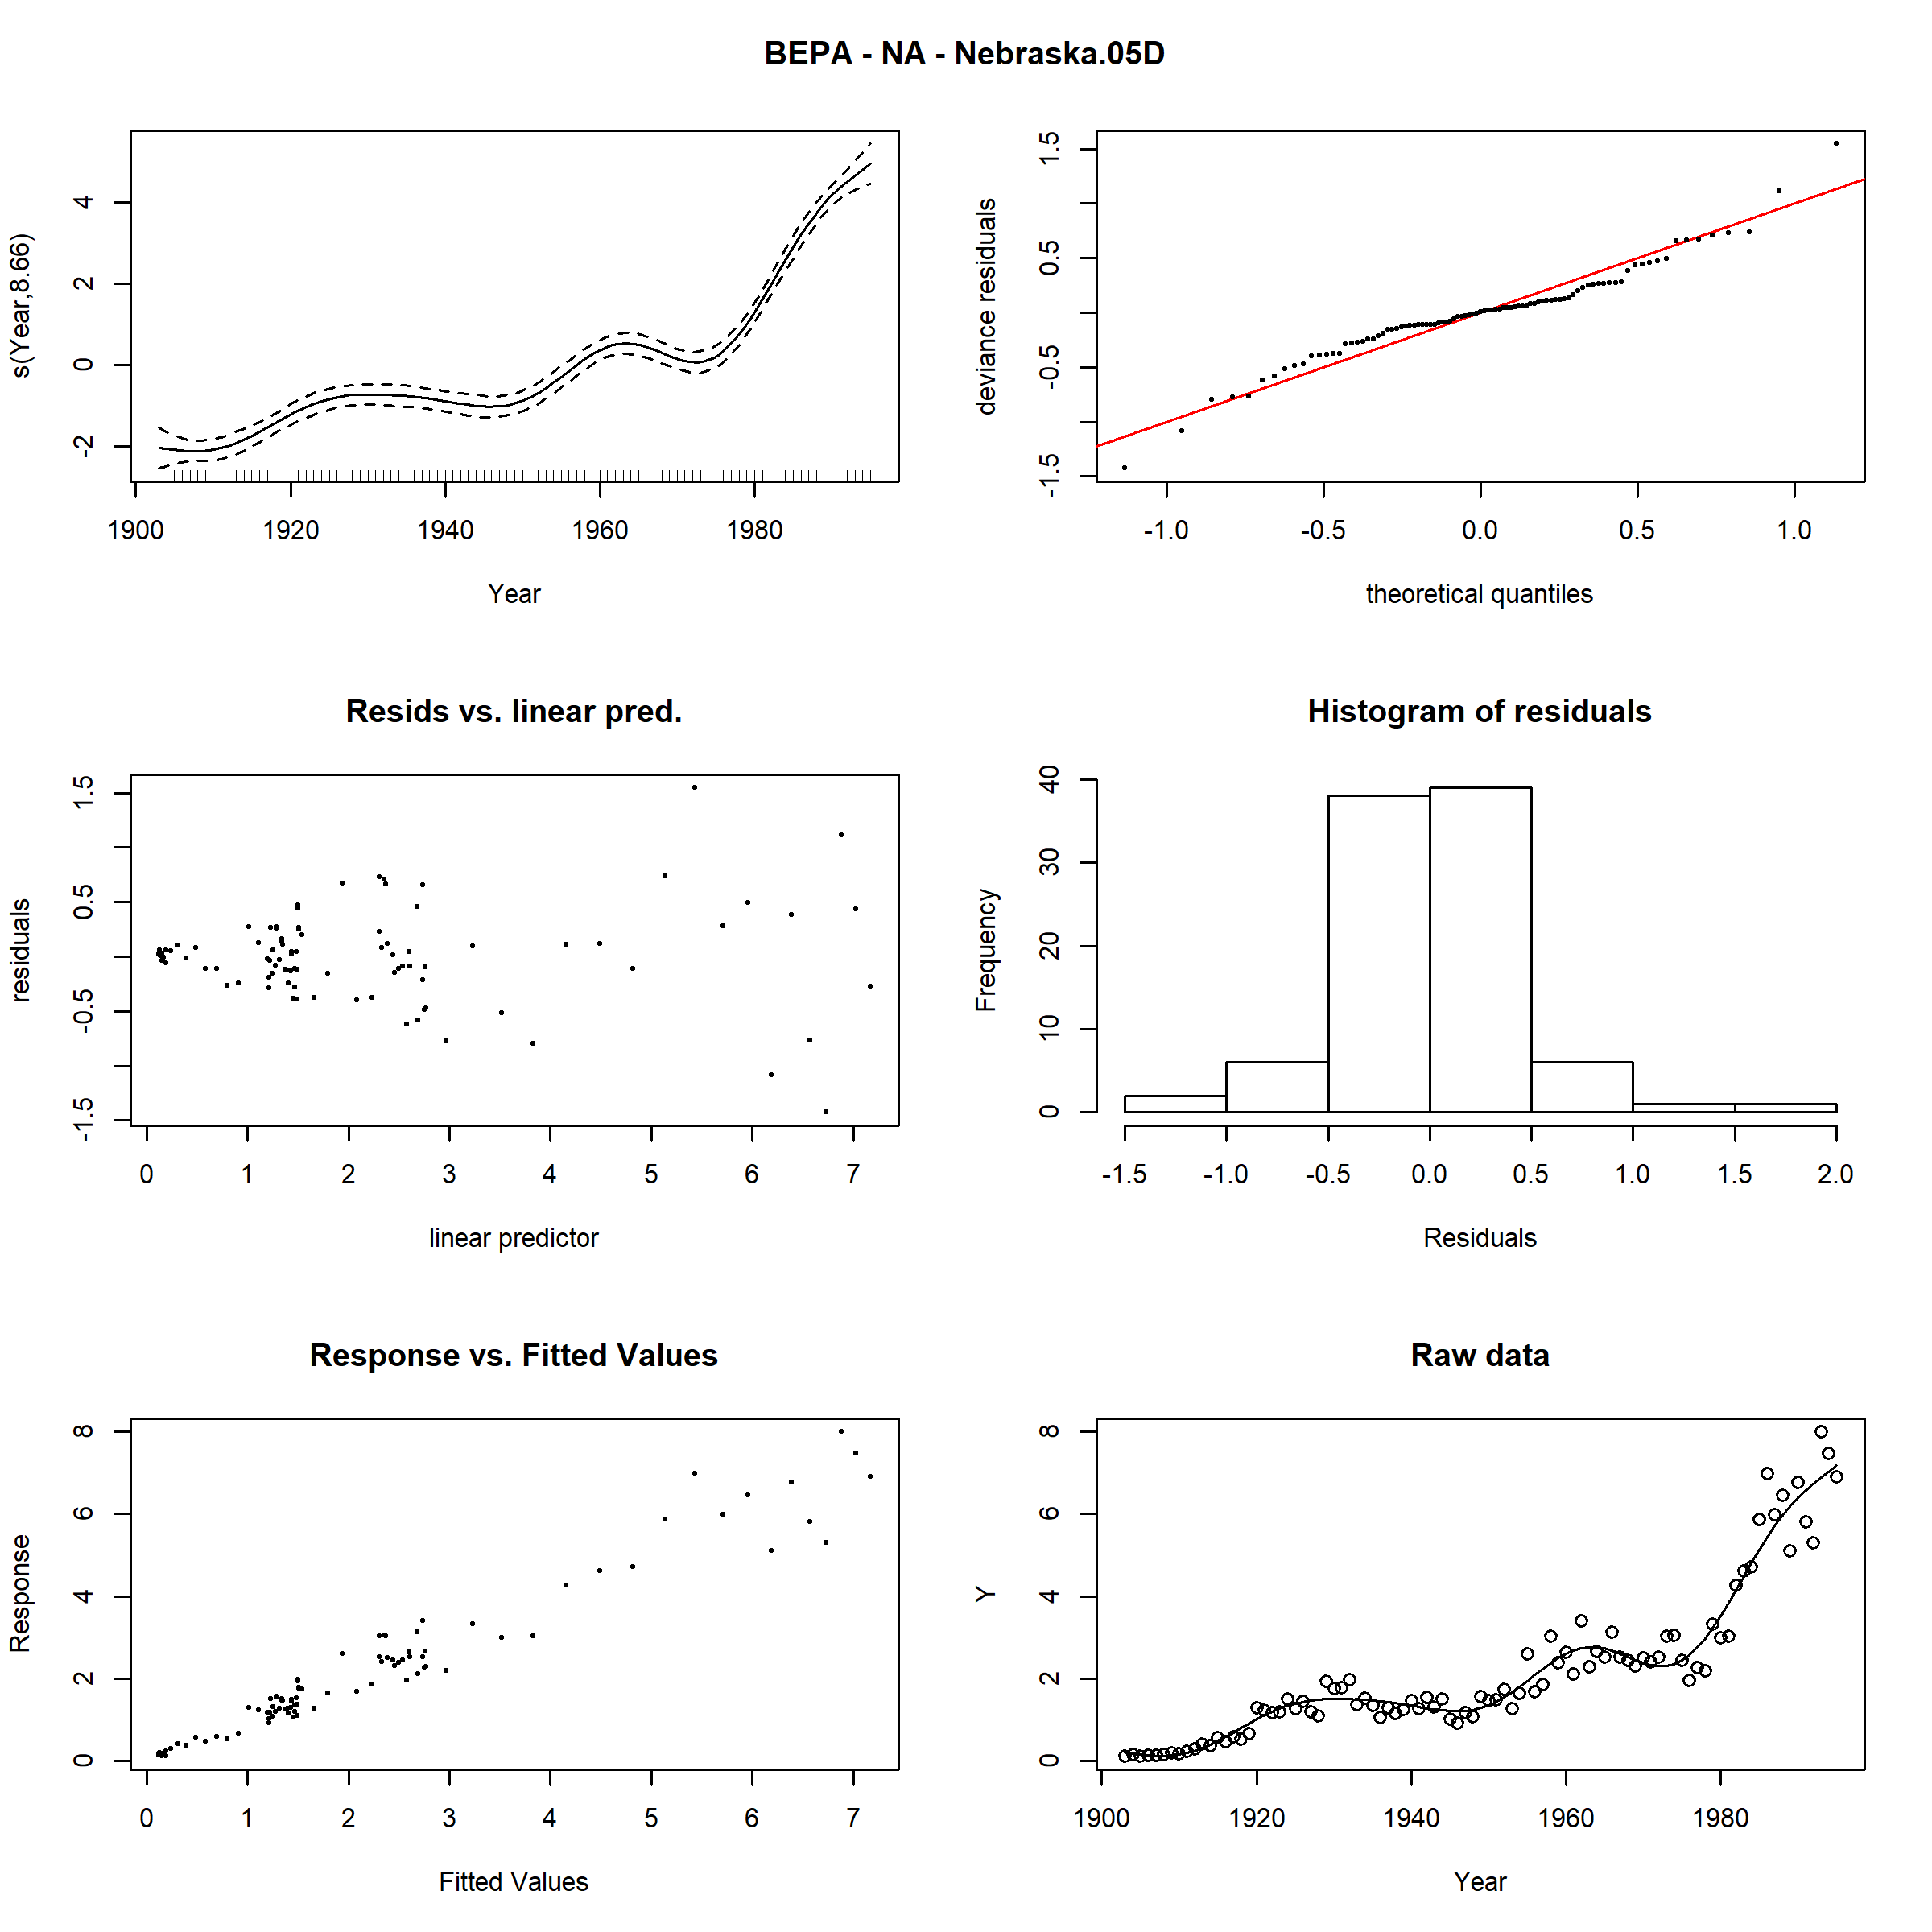 BEPA - NA - Nebraska.05D
s(Year,8.66)
4
2
0
-2
1900 1920 1940 1960 1980
Year
deviance residuals
1.5
0.5
-0.5
-1.5
-1.0 -0.5 0.0 0.5 1.0
theoretical quantiles
Resids vs. linear pred.
residuals
1.5
0.5
-0.5
-1.5
0 1 2 3 4 5 6 7
linear predictor
Histogram of residuals
Frequency
40
30
20
10
0
-1.5 -1.0 -0.5 0.0 0.5 1.0 1.5 2.0
Residuals
Response vs. Fitted Values
Response
8
6
4
2
0
0 1 2 3 4 5 6 7
Fitted Values
Raw data
Y
8
6
4
2
0
1900 1920 1940 1960 1980
Year